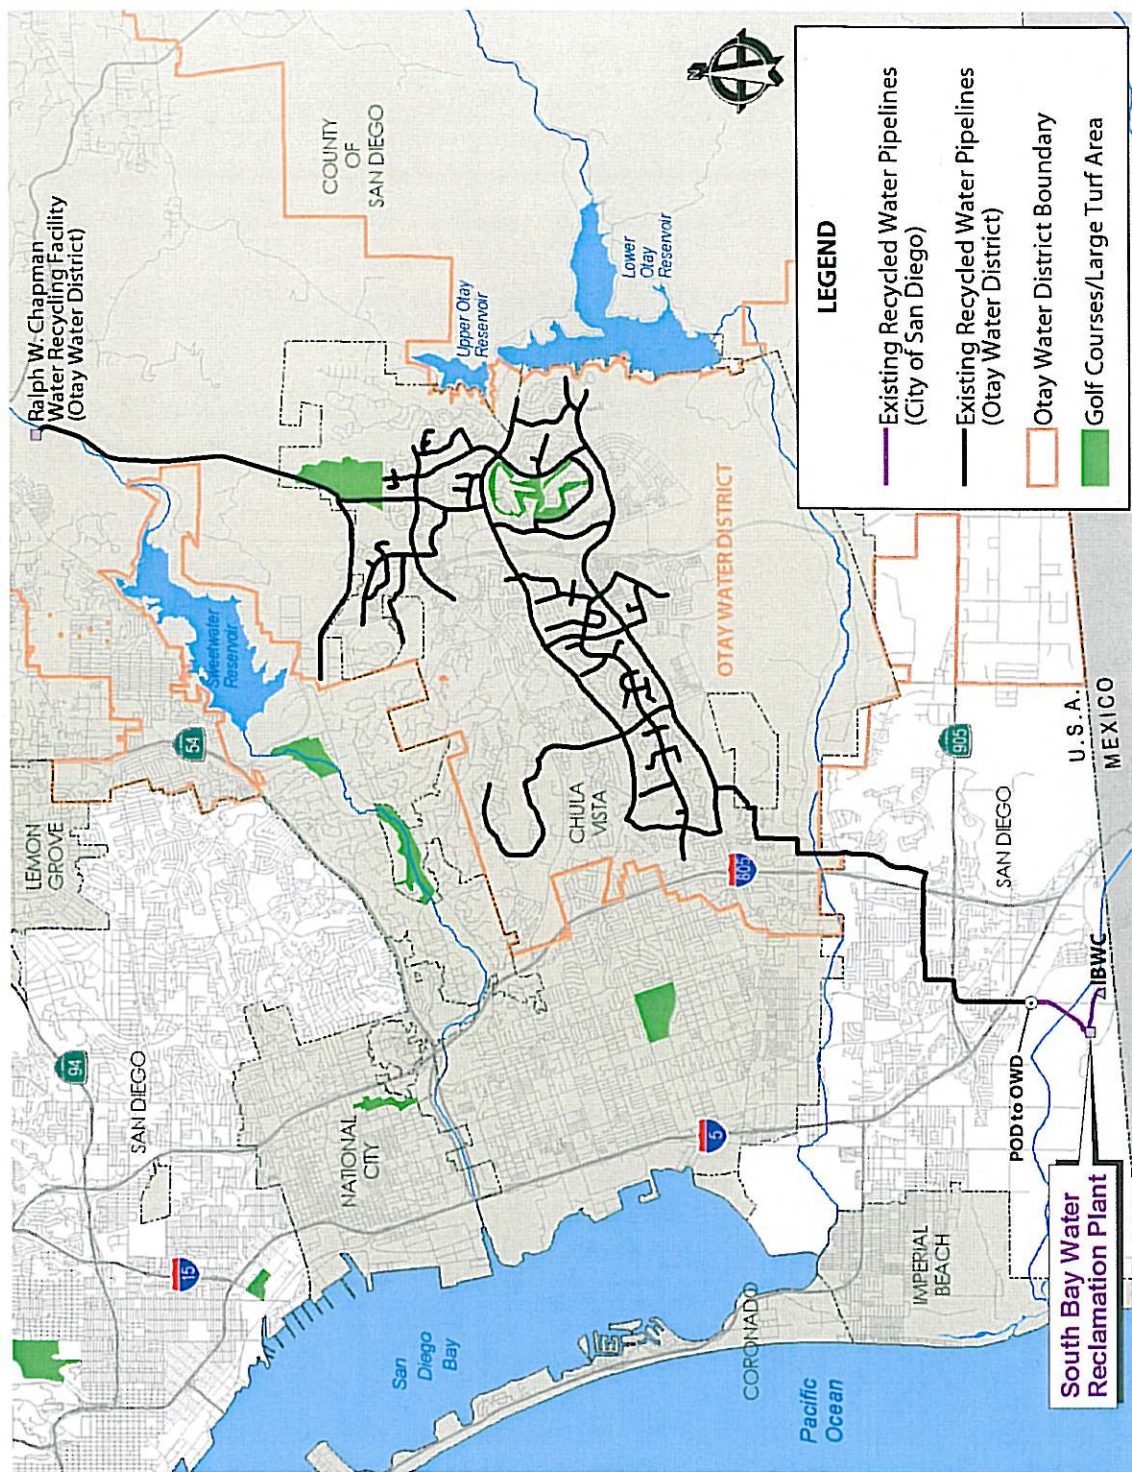 Ralph W. Chapman
Water Recycling Facility
(Otay Water District)
COUNTY
OF
SAN DIEGO
N
LEMON
GROVE
54
Sweetwater
Reservoir
Upper Otay
Reservoir
Lower
Otay
Reservoir
94
SAN DIEGO
15
NATIONAL
CITY
CHULA
VISTA
OTAY WATER DISTRICT
805
5
San
Diego
Bay
CORONADO
Pacific
Ocean
IMPERIAL
BEACH
905
SAN DIEGO
U.S.A.
MEXICO
POD to OWD
IBWC
South Bay Water
Reclamation Plant
LEGEND
Existing Recycled Water Pipelines
(City of San Diego)
Existing Recycled Water Pipelines
(Otay Water District)
Otay Water District Boundary
Golf Courses/Large Turf Area